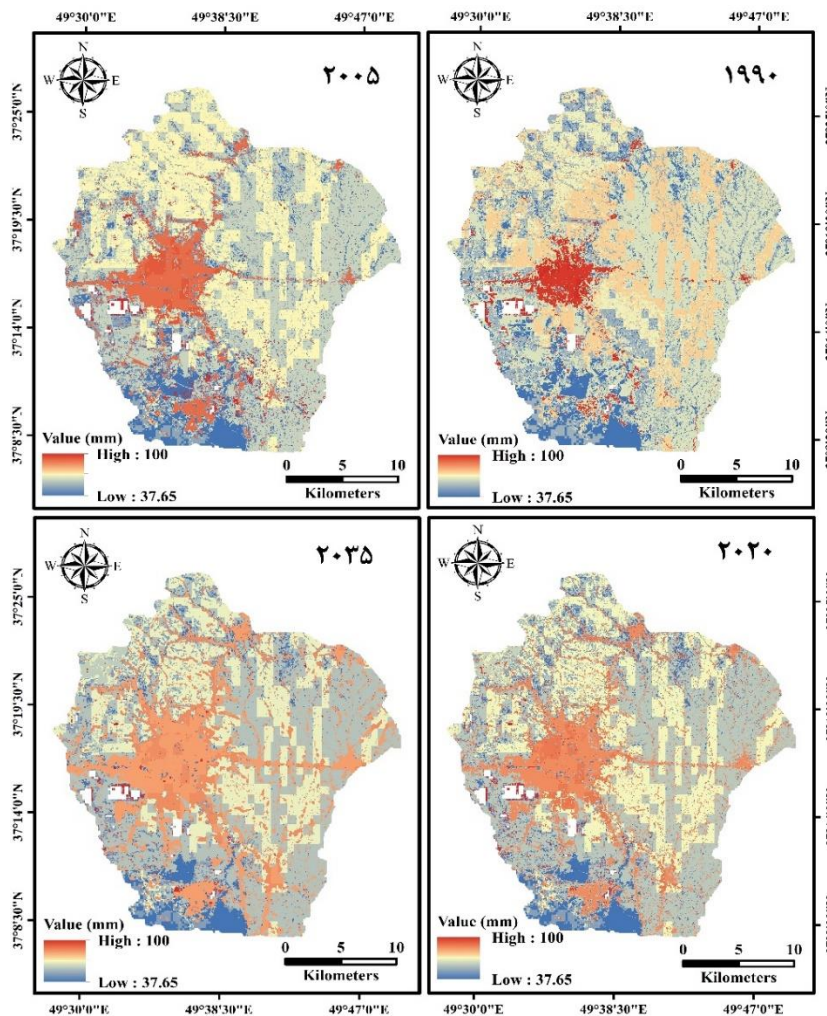 49°30'0"E 49°38'30"E 49°47'0"E 49°30'0"E 49°38'30"E 49°47'0"E
N
W E
S
۲۰۰۵
37°25'0"N
37°19'30"N
37°14'0"N
37°8'30"N
Value (mm)
High : 100
Low : 37.65
0 5 10
Kilometers
N
W E
S
۱۹۹۰
Value (mm)
High : 100
Low : 37.65
0 5 10
Kilometers
N
W E
S
۲۰۳۵
37°25'0"N
37°19'30"N
37°14'0"N
37°8'30"N
Value (mm)
High : 100
Low : 37.65
0 5 10
Kilometers
N
W E
S
۲۰۲۰
Value (mm)
High : 100
Low : 37.65
0 5 10
Kilometers
49°30'0"E 49°38'30"E 49°47'0"E 49°30'0"E 49°38'30"E 49°47'0"E